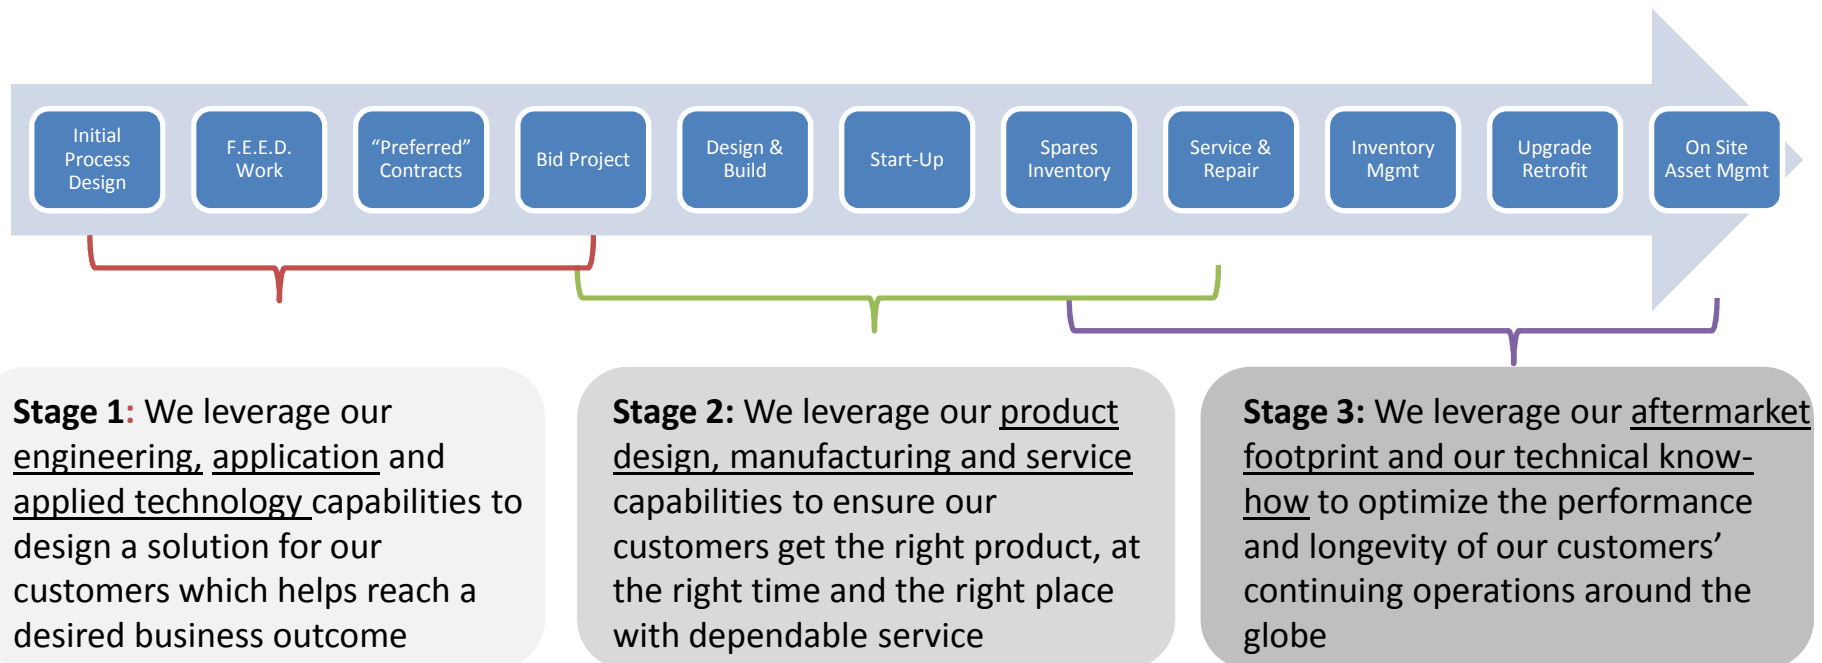 Initial
Process
Design
F.E.E.D.
Work
“Preferred”
Contracts
Bid Project
Design &
Build
Start-Up
Spares
Inventory
Service &
Repair
Inventory
Mgmt
Upgrade
Retrofit
On Site
Asset Mgmt
Stage 1: We leverage our
engineering, application and
applied technology capabilities to
design a solution for our
customers which helps reach a
desired business outcome
Stage 2: We leverage our product
design, manufacturing and service
capabilities to ensure our
customers get the right product, at
the right time and the right place
with dependable service
Stage 3: We leverage our aftermarket
footprint and our technical know-
how to optimize the performance
and longevity of our customers’
continuing operations around the
globe